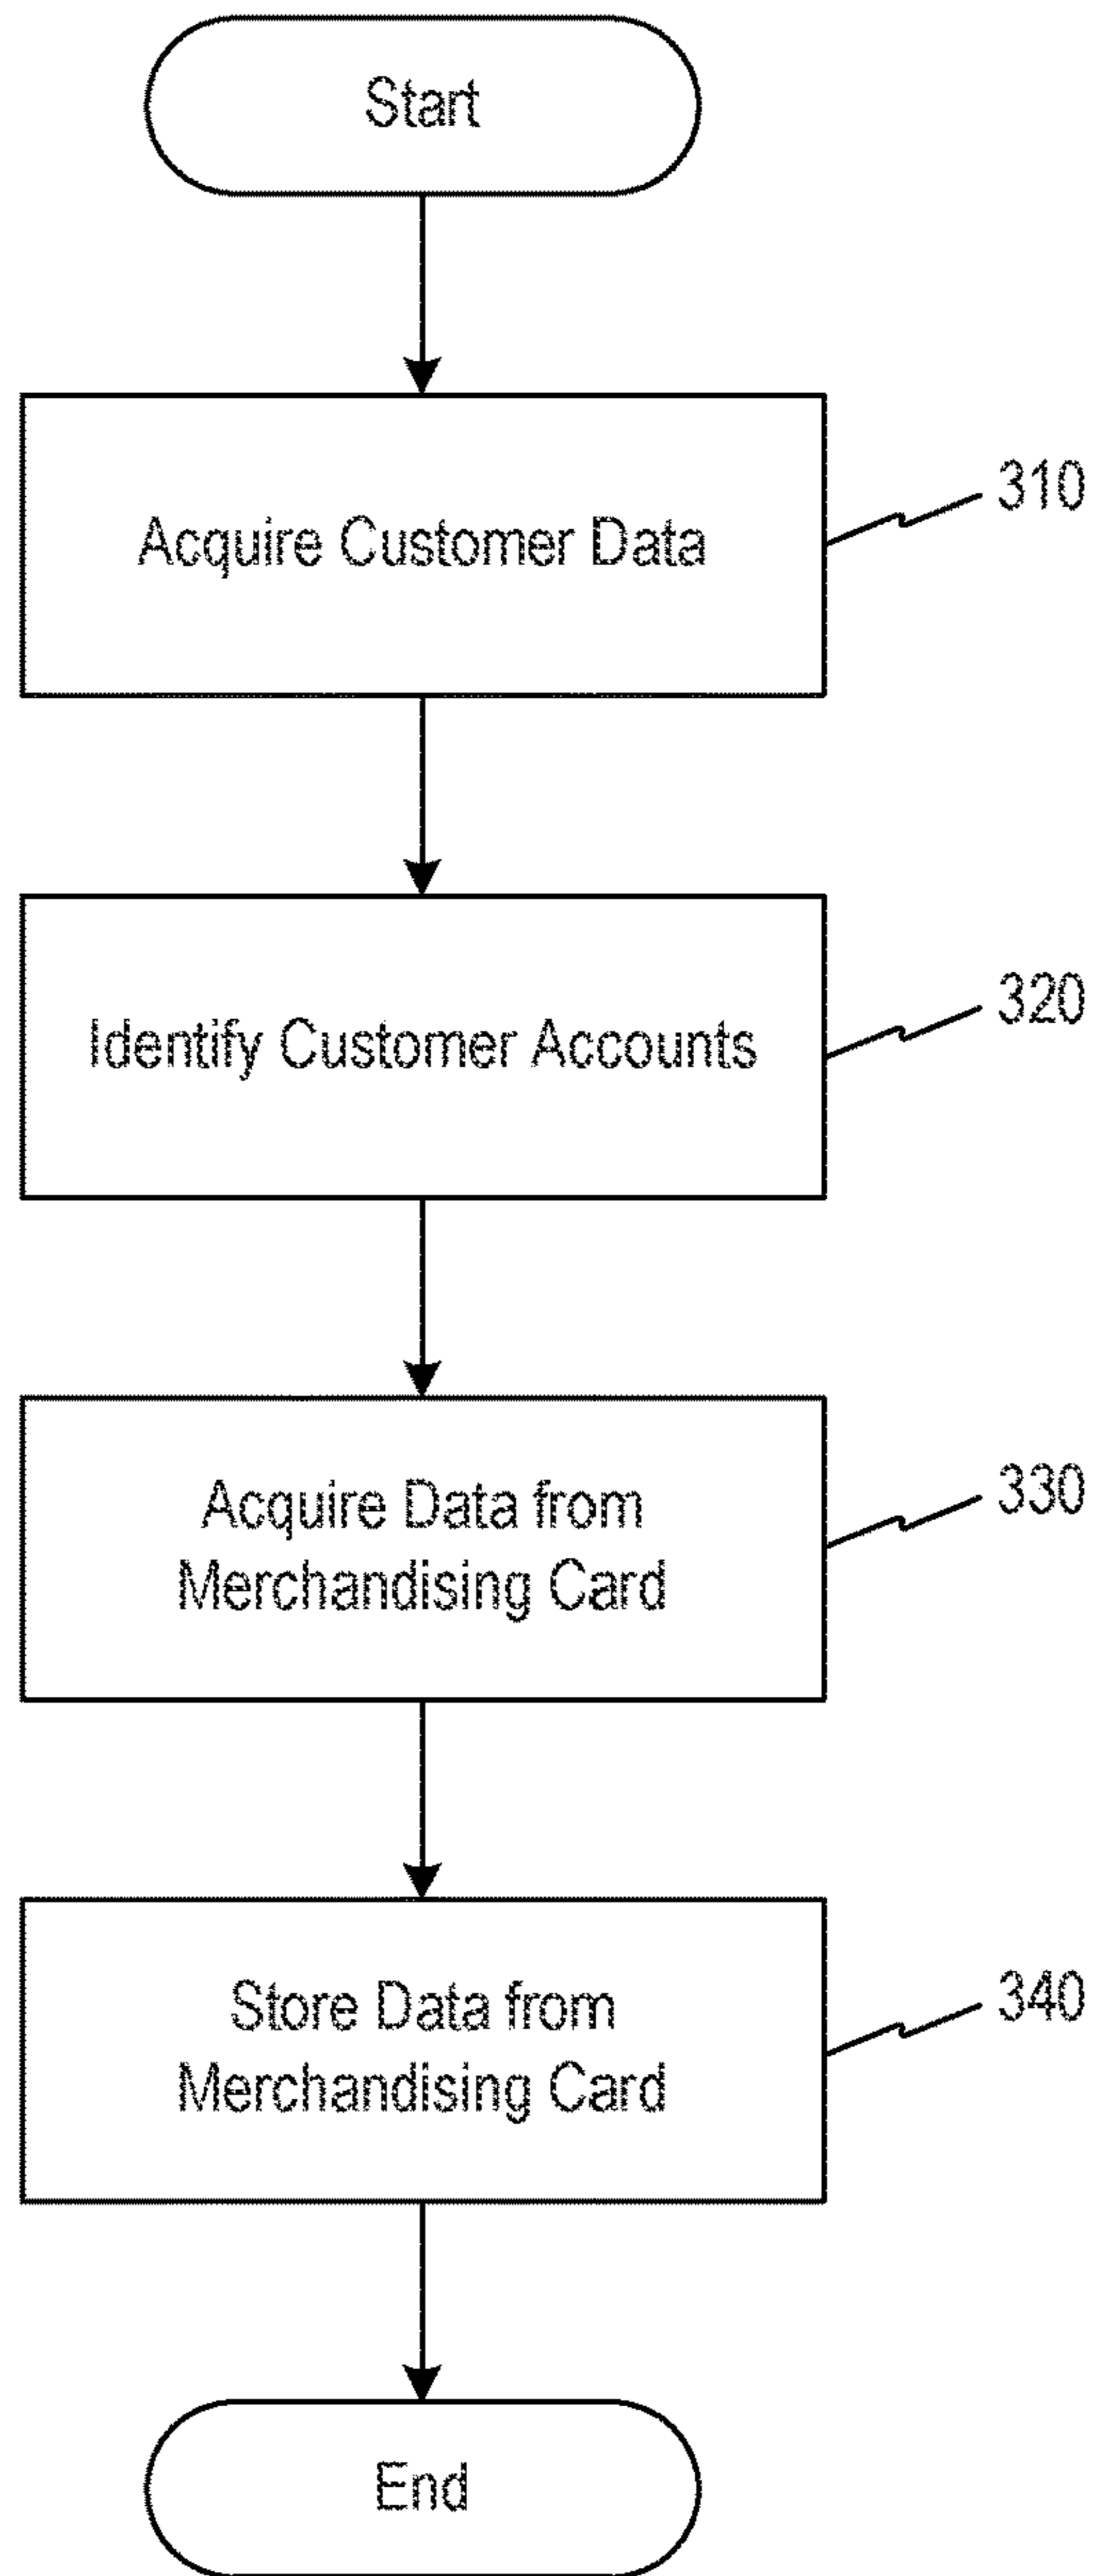 Start
Acquire Customer Data
310
Identify Customer Accounts
320
Acquire Data from
Merchandising Card
330
Store Data from
Merchandising Card
340
End